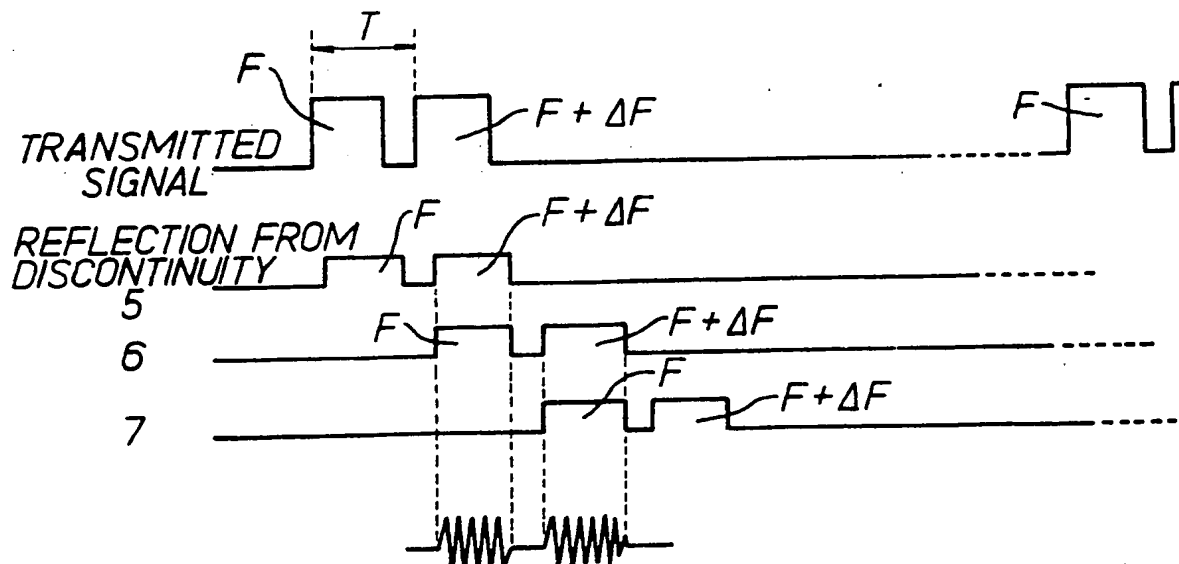 T
F
F + ΔF
F
TRANSMITTED
SIGNAL
F
F + ΔF
REFLECTION FROM
DISCONTINUITY
5
F
F + ΔF
6
F
F + ΔF
7